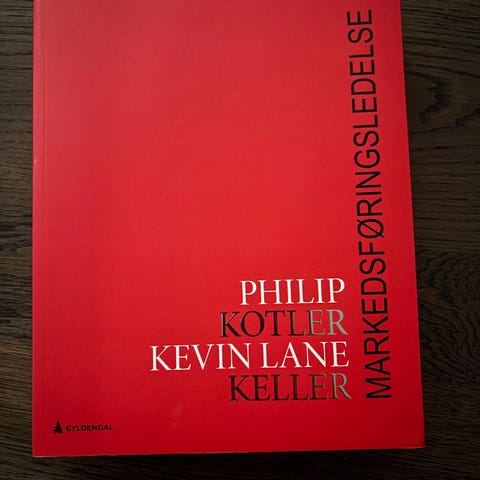 MARKEDSFØRINGSLEDELSE
PHILIP
KOTLER
KEVIN LANE
KELLER
GYLDENDAL